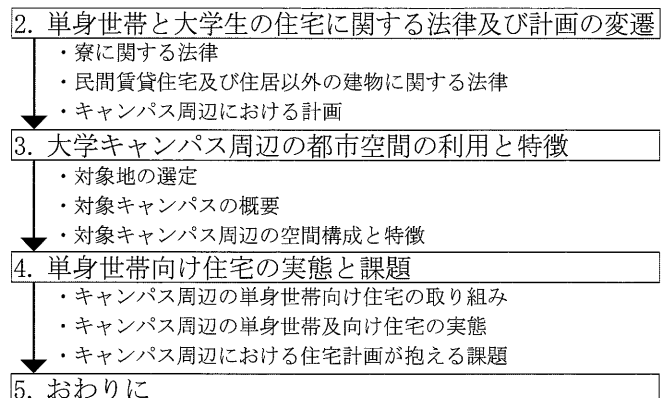 2. 単身世帯と大学生の住宅に関する法律及び計画の変遷
・寮に関する法律
・民間賃貸住宅及び住居以外の建物に関する法律
・キャンパス周辺における計画
3. 大学キャンパス周辺の都市空間の利用と特徴
・対象地の選定
・対象キャンパスの概要
・対象キャンパス周辺の空間構成と特徴
4. 単身世帯向け住宅の実態と課題
・キャンパス周辺の単身世帯向け住宅の取り組み
・キャンパス周辺の単身世帯及向け住宅の実態
・キャンパス周辺における住宅計画が抱える課題
5. おわりに